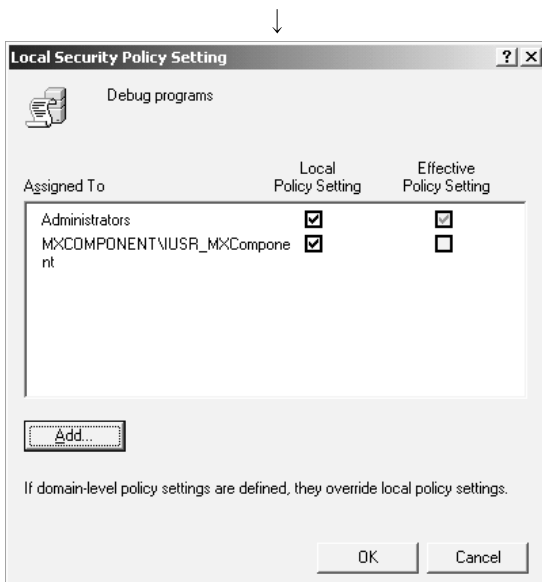 ↓
Local Security Policy Setting
Debug programs
Local
Policy Setting
Effective
Policy Setting
Assigned To
Administrators
MXCOMPONENT\IUSR_MXCompone
nt
Add...
If domain-level policy settings are defined, they override local policy settings.
OK
Cancel